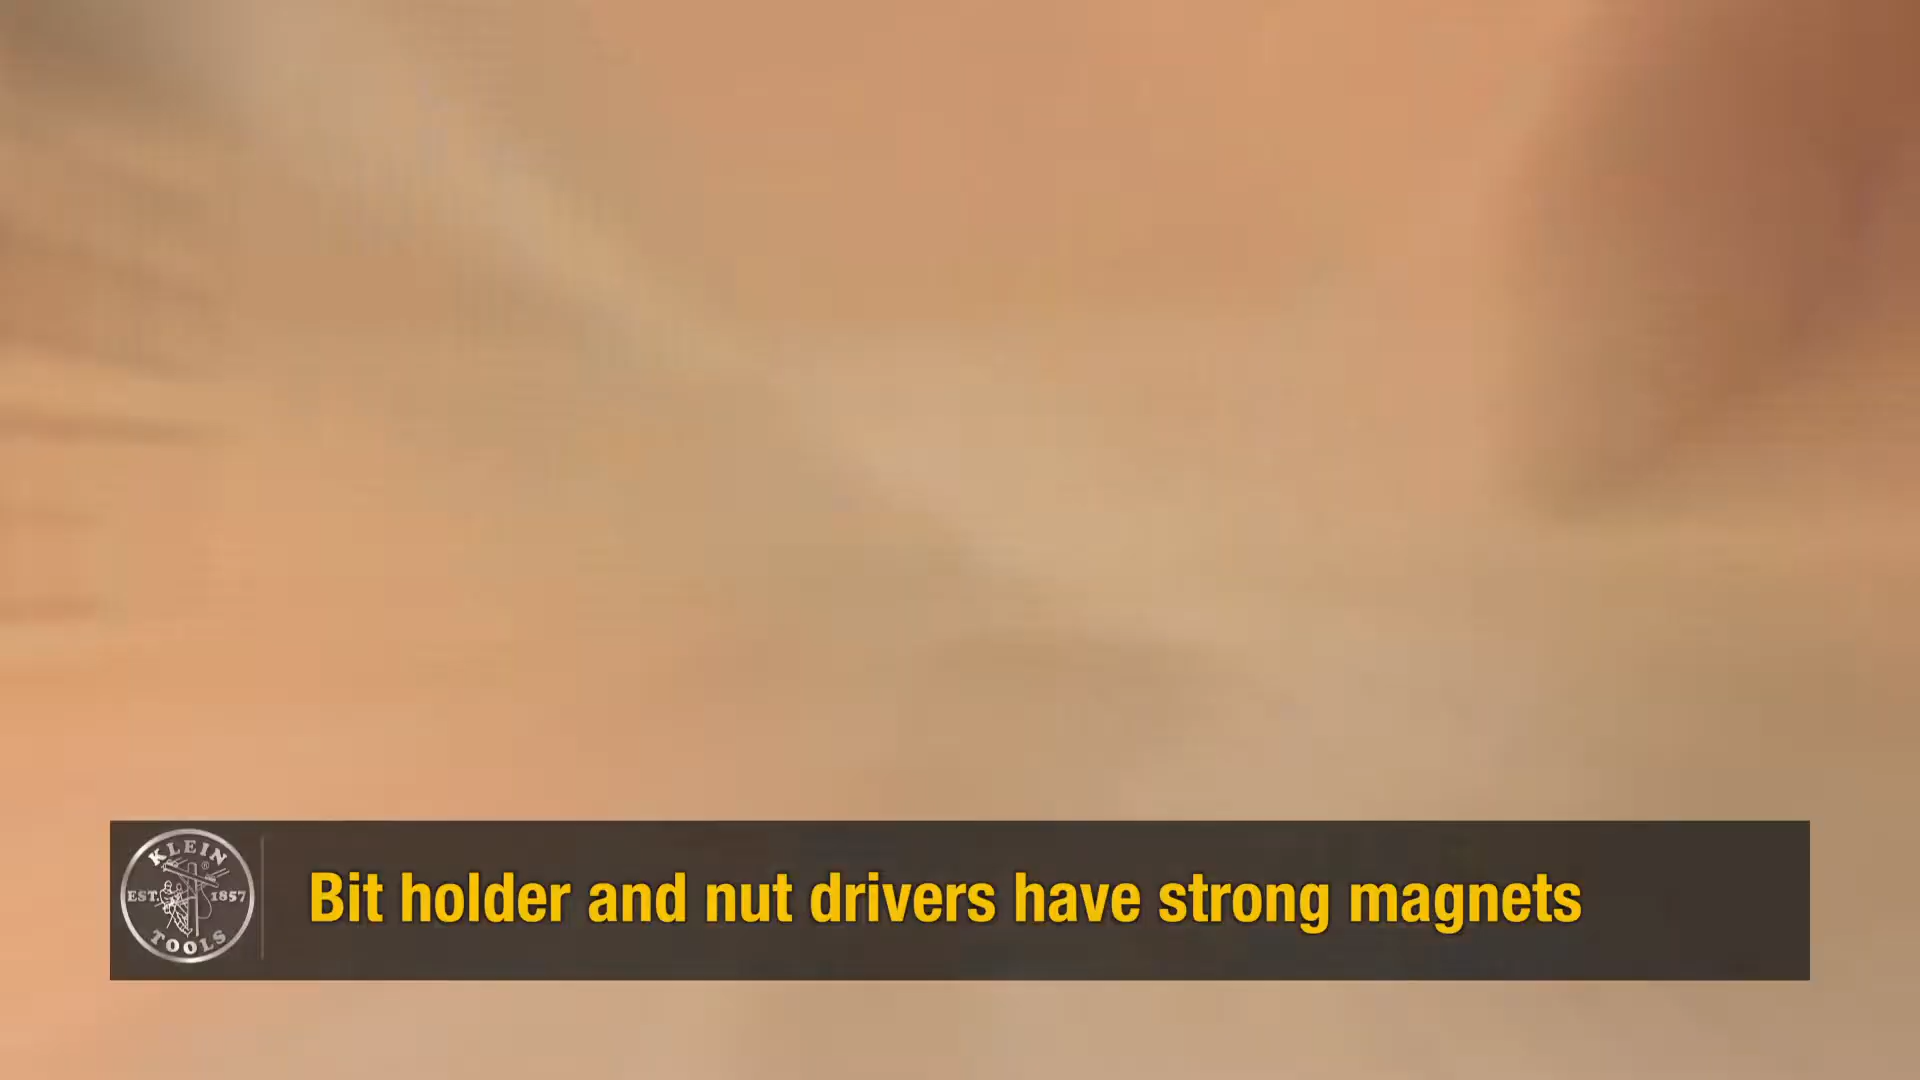 KLEIN
®
EST. 1857
TOOLS
Bit holder and nut drivers have strong magnets